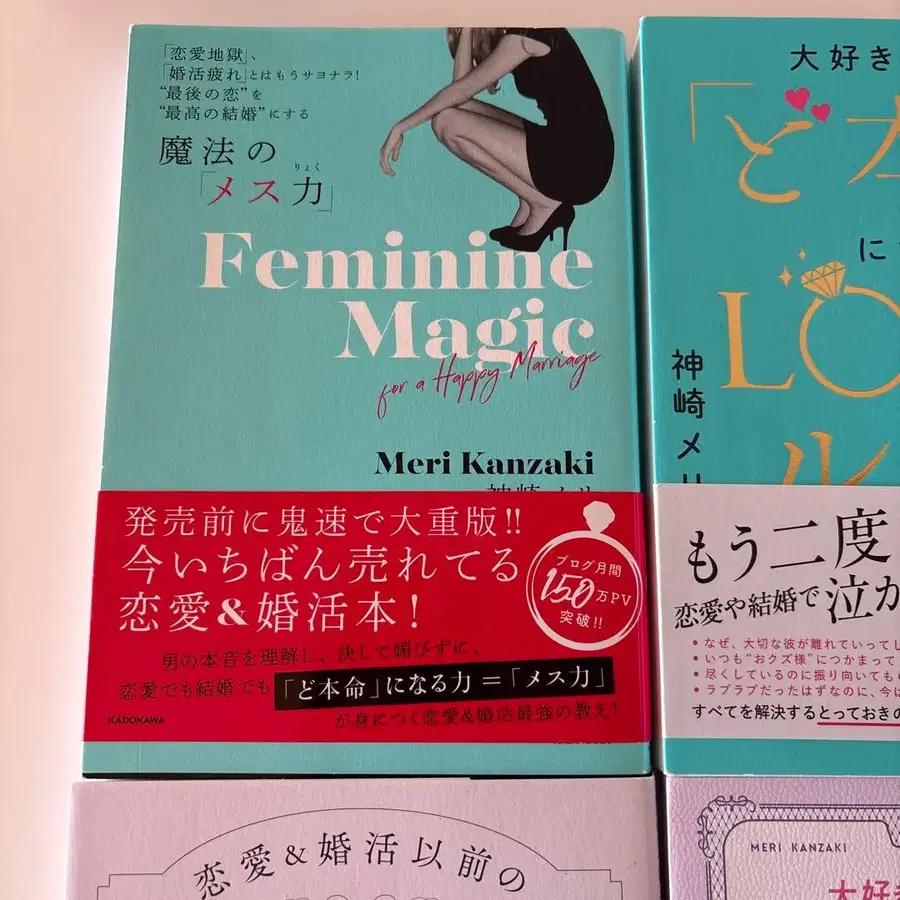 「恋愛地獄」、
「婚活疲れ」とはもうサヨナラ!
“最後の恋”を
“最高の結婚”にする
魔法の
りょく
「メス力」
Feminine
Magic
for a Happy Marriage
Meri Kanzaki
発売前に鬼速で大重版!!
今いちばん売れてる
恋愛&婚活本!
ブログ月間
150万PV
突破!!
男の本音を理解し、決して媚びずに、
恋愛でも結婚でも「ど本命」になる力=「メス力」
が身につく恋愛&婚活最強の教え!
KADOKAWA
大好き
「ど
に
LO
ル
神崎メリ
もう二度
恋愛や結婚で泣か
• なぜ、大切な彼が離れていってし
• いつも“おクズ様”につかまって
• 尽くしているのに振り向いても
• ラブラブだったはずなのに、今は
すべてを解決するとっておきの
恋愛&婚活以前の
MERI KANZAKI
大好き